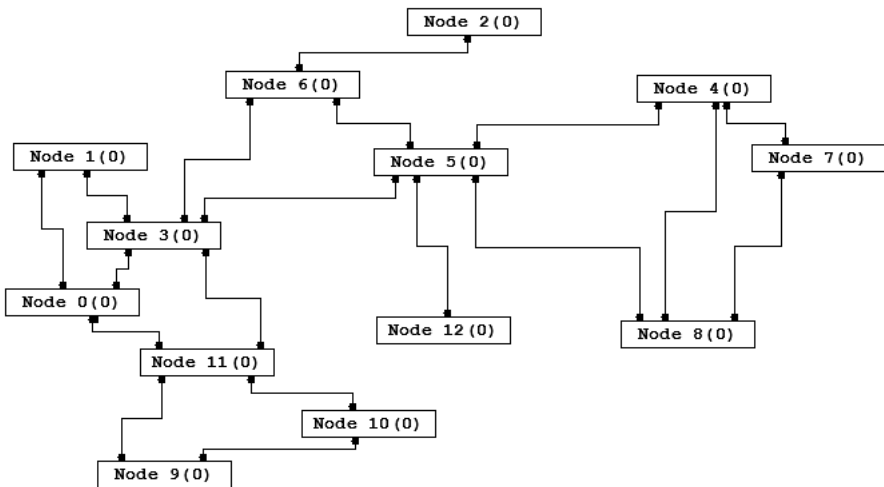 Node 2(0)
Node 6(0)
Node 4(0)
Node 1(0)
Node 5(0)
Node 7(0)
Node 3(0)
Node 0(0)
Node 12(0)
Node 8(0)
Node 11(0)
Node 10(0)
Node 9(0)